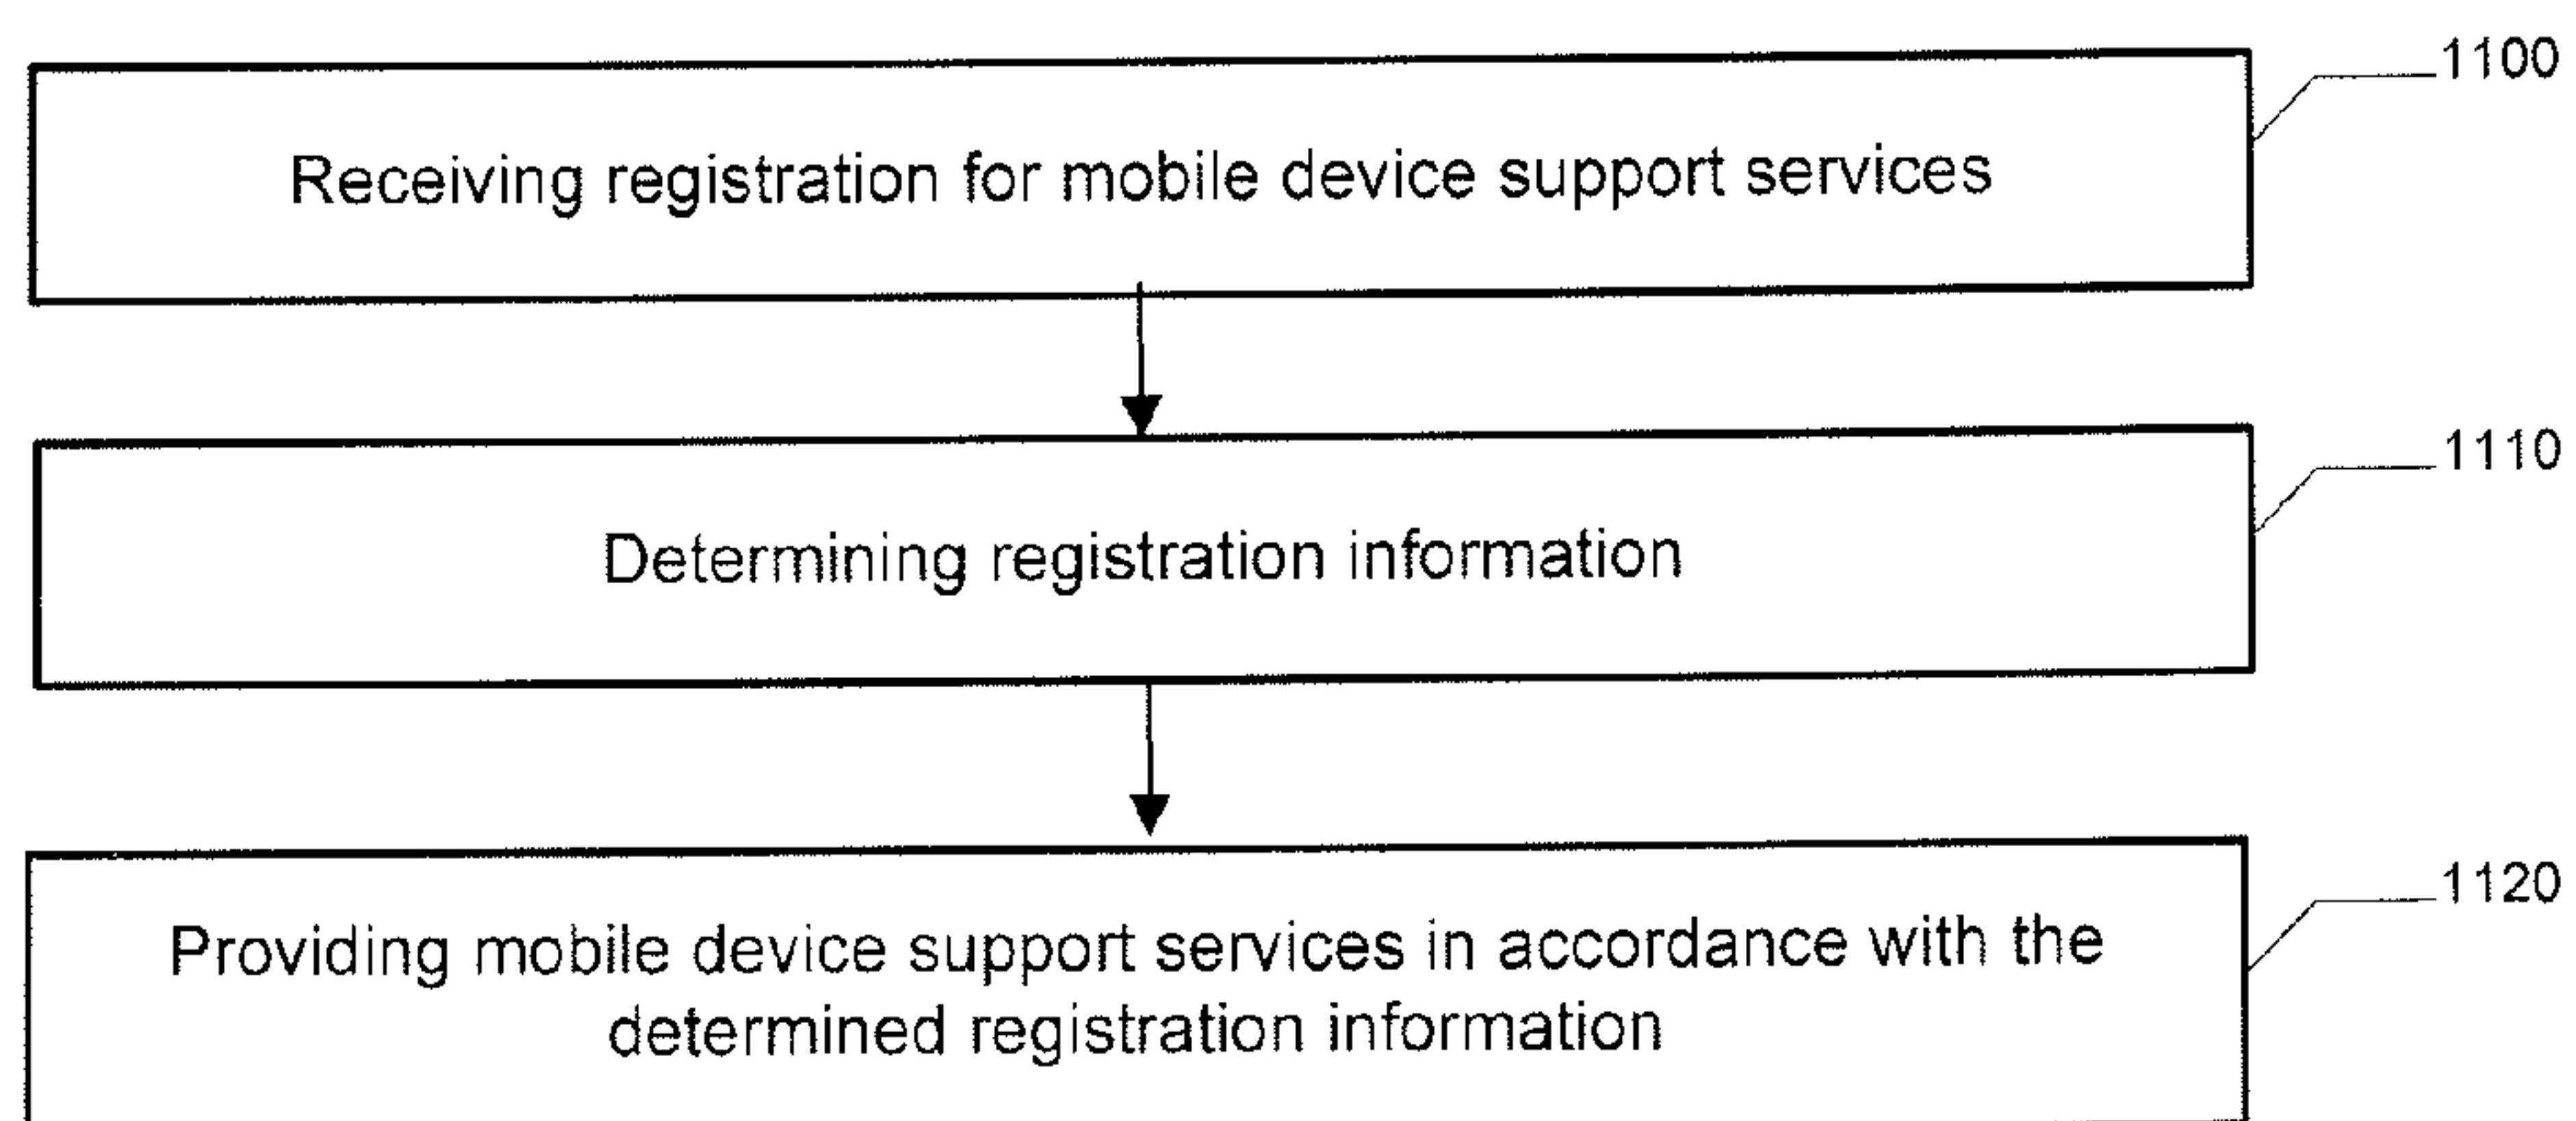 1100
Receiving registration for mobile device support services
1110
Determining registration information
1120
Providing mobile device support services in accordance with the
determined registration information